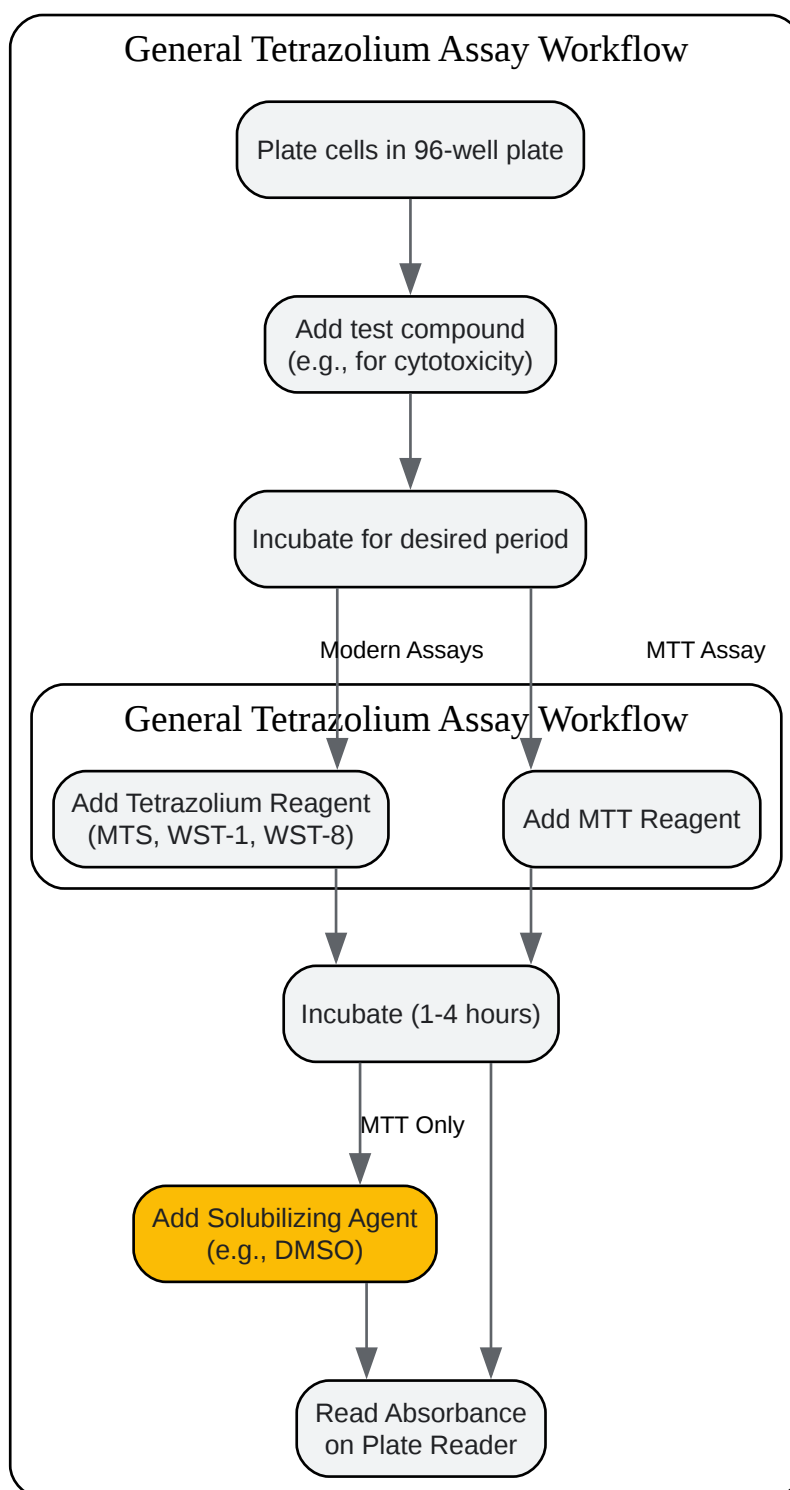 General Tetrazolium Assay Workflow
Plate cells in 96-well plate
Add test compound
(e.g., for cytotoxicity)
Incubate for desired period
Modern Assays
MTT Assay
General Tetrazolium Assay Workflow
Add Tetrazolium Reagent
(MTS, WST-1, WST-8)
Add MTT Reagent
Incubate (1-4 hours)
MTT Only
Add Solubilizing Agent
(e.g., DMSO)
Read Absorbance
on Plate Reader